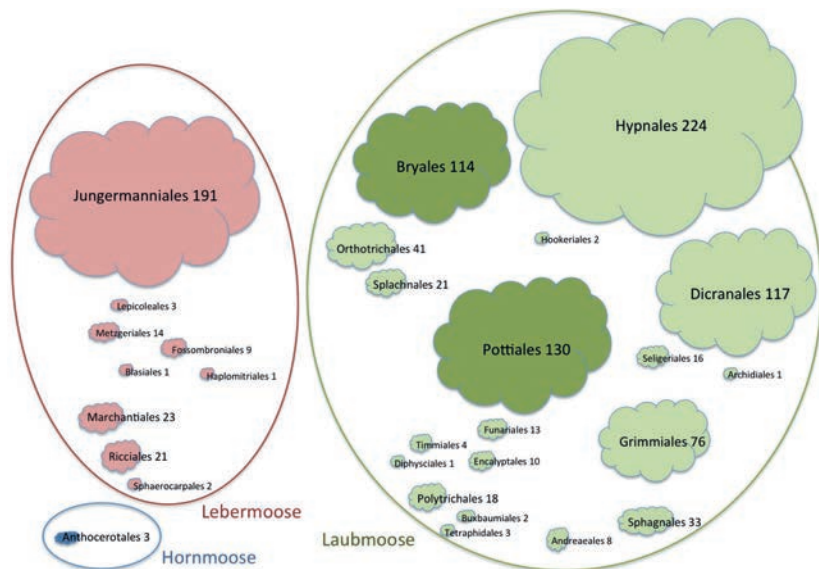 Jungermanniales 191
Lepicoleales 3
Metzgeriales 14
Fossombroniales 9
Blasiales 1
Haplomitriales 1
Marchantiales 23
Ricciales 21
Sphaerocarpales 2
Lebermoose
Anthocerotales 3
Hornmoose
Hypnales 224
Bryales 114
Hookeriales 2
Orthotrichales 41
Splachnales 21
Dicranales 117
Pottiales 130
Seligeriales 16
Archidiales 1
Funariales 13
Timmiales 4
Grimmiales 76
Diphysciales 1
Encalyptales 10
Polytrichales 18
Buxbaumiales 2
Sphagnales 33
Tetraphidales 3
Andreaeales 8
Laubmoose